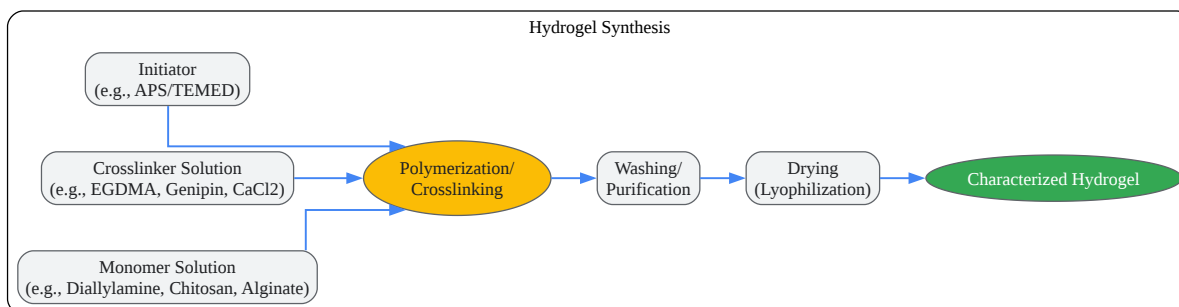 Hydrogel Synthesis
Initiator
(e.g., APS/TEMED)
Crosslinker Solution
(e.g., EGDMA, Genipin, CaCl2)
Monomer Solution
(e.g., Diallylamine, Chitosan, Alginate)
Polymerization/
Crosslinking
Washing/
Purification
Drying
(Lyophilization)
Characterized Hydrogel